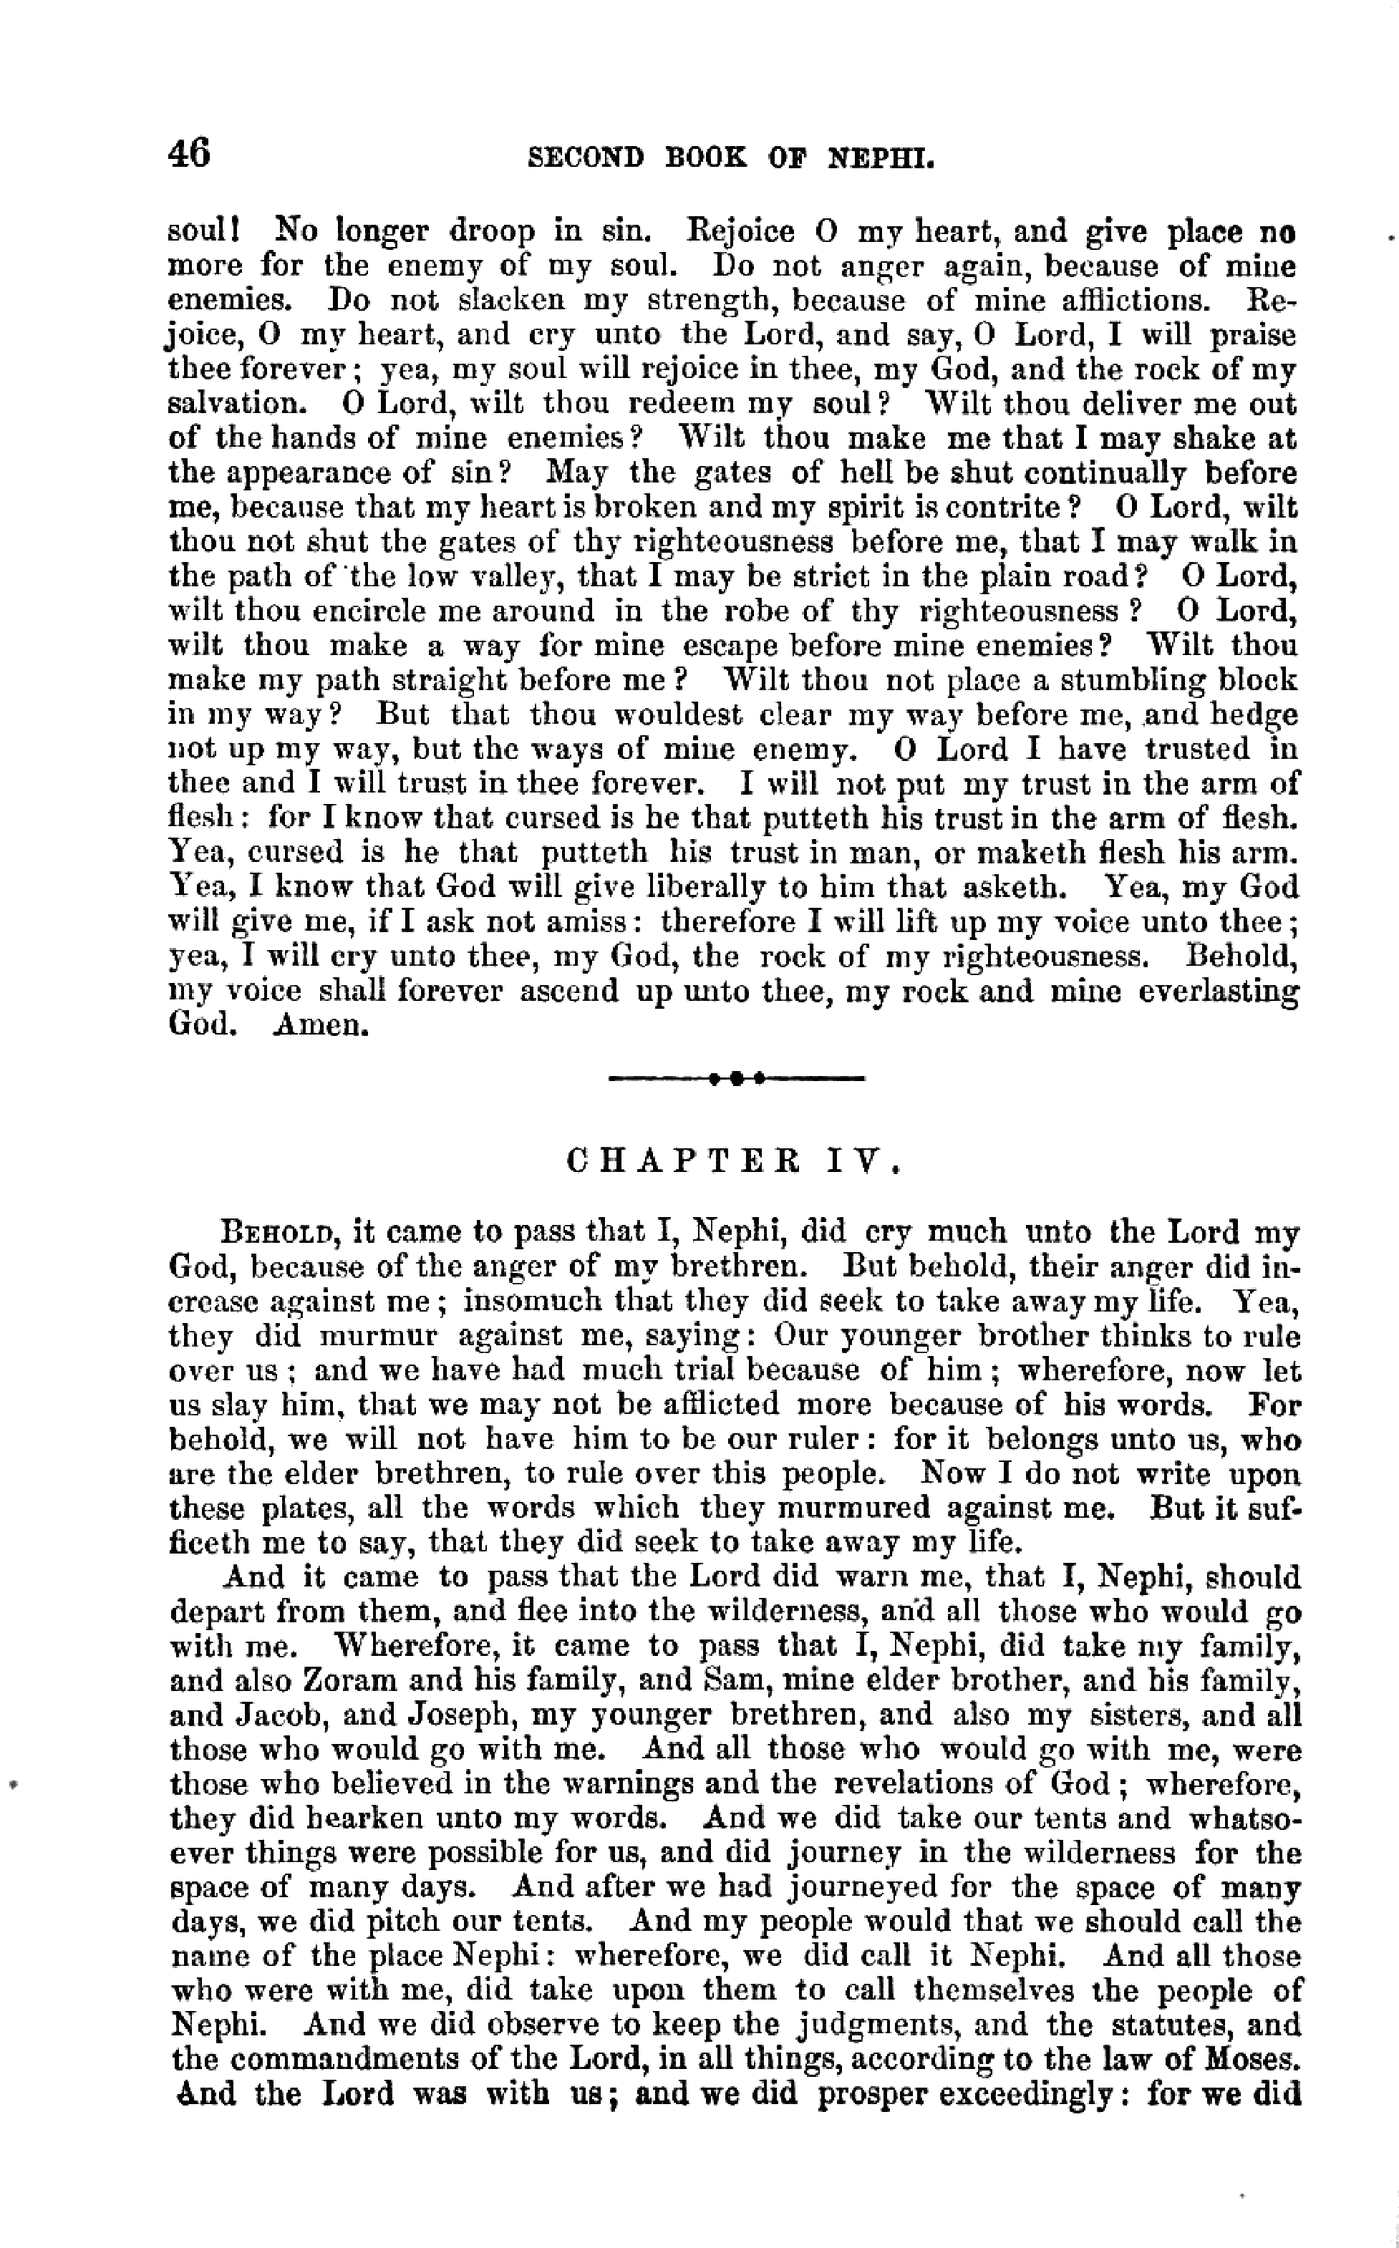 46 SECOND BOOK OF NEPHI.
soul! No longer droop in sin. Rejoice O my heart, and give place no
more for the enemy of my soul. Do not anger again, because of mine
enemies. Do not slacken my strength, because of mine afflictions. Re-
joice, O my heart, and cry unto the Lord, and say, O Lord, I will praise
thee forever; yea, my soul will rejoice in thee, my God, and the rock of my
salvation. O Lord, wilt thou redeem my soul? Wilt thou deliver me out
of the hands of mine enemies? Wilt thou make me that I may shake at
the appearance of sin? May the gates of hell be shut continually before
me, because that my heart is broken and my spirit is contrite? O Lord, wilt
thou not shut the gates of thy righteousness before me, that I may walk in
the path of the low valley, that I may be strict in the plain road? O Lord,
wilt thou encircle me around in the robe of thy righteousness? O Lord,
wilt thou make a way for mine escape before mine enemies? Wilt thou
make my path straight before me? Wilt thou not place a stumbling block
in my way? But that thou wouldest clear my way before me, and hedge
not up my way, but the ways of mine enemy. O Lord I have trusted in
thee and I will trust in thee forever. I will not put my trust in the arm of
flesh: for I know that cursed is he that putteth his trust in the arm of flesh.
Yea, cursed is he that putteth his trust in man, or maketh flesh his arm.
Yea, I know that God will give liberally to him that asketh. Yea, my God
will give me, if I ask not amiss: therefore I will lift up my voice unto thee;
yea, I will cry unto thee, my God, the rock of my righteousness. Behold,
my voice shall forever ascend up unto thee, my rock and mine everlasting
God. Amen.
CHAPTER IV.
BEHOLD, it came to pass that I, Nephi, did cry much unto the Lord my
God, because of the anger of my brethren. But behold, their anger did in-
crease against me; insomuch that they did seek to take away my life. Yea,
they did murmur against me, saying: Our younger brother thinks to rule
over us; and we have had much trial because of him; wherefore, now let
us slay him, that we may not be afflicted more because of his words. For
behold, we will not have him to be our ruler: for it belongs unto us, who
are the elder brethren, to rule over this people. Now I do not write upon
these plates, all the words which they murmured against me. But it suf-
ficeth me to say, that they did seek to take away my life.
And it came to pass that the Lord did warn me, that I, Nephi, should
depart from them, and flee into the wilderness, and all those who would go
with me. Wherefore, it came to pass that I, Nephi, did take my family,
and also Zoram and his family, and Sam, mine elder brother, and his family,
and Jacob, and Joseph, my younger brethren, and also my sisters, and all
those who would go with me. And all those who would go with me, were
those who believed in the warnings and the revelations of God; wherefore,
they did hearken unto my words. And we did take our tents and whatso-
ever things were possible for us, and did journey in the wilderness for the
space of many days. And after we had journeyed for the space of many
days, we did pitch our tents. And my people would that we should call the
name of the place Nephi: wherefore, we did call it Nephi. And all those
who were with me, did take upon them to call themselves the people of
Nephi. And we did observe to keep the judgments, and the statutes, and
the commandments of the Lord, in all things, according to the law of Moses.
And the Lord was with us; and we did prosper exceedingly: for we did